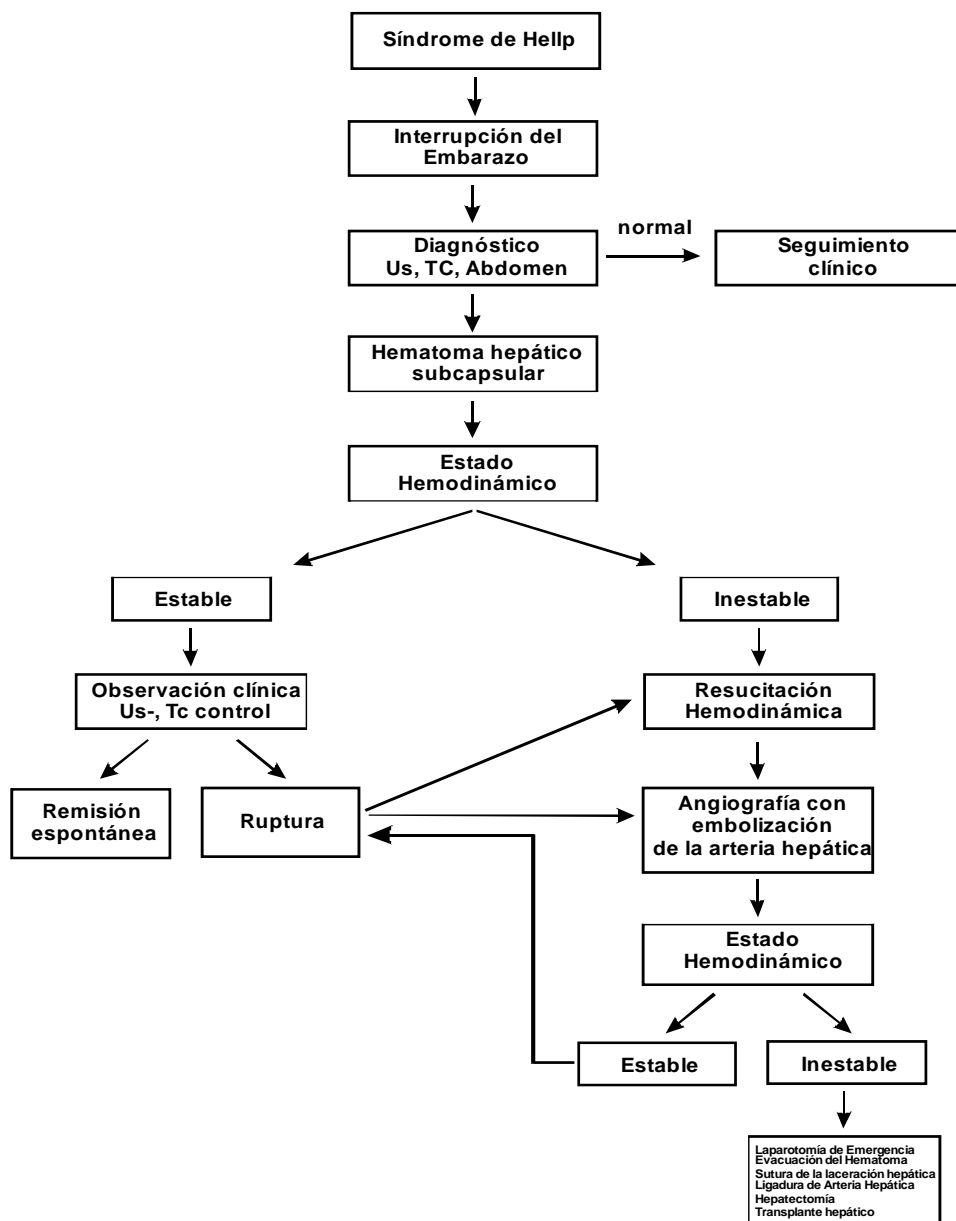 Síndrome de Hellp
Interrupción del
Embarazo
normal
Diagnóstico
Us, TC, Abdomen
Seguimiento
clínico
Hematoma hepático
subcapsular
Estado
Hemodinámico
Estable
Inestable
Observación clínica
Us-, Tc control
Resucitación
Hemodinámica
Remisión
espontánea
Ruptura
Angiografía con
embolización
de la arteria hepática
Estado
Hemodinámico
Estable
Inestable
Laparotomía de Emergencia
Evacuación del Hematoma
Sutura de la laceración hepática
Ligadura de Artería Hepática
Hepatectomía
Transplante hepático